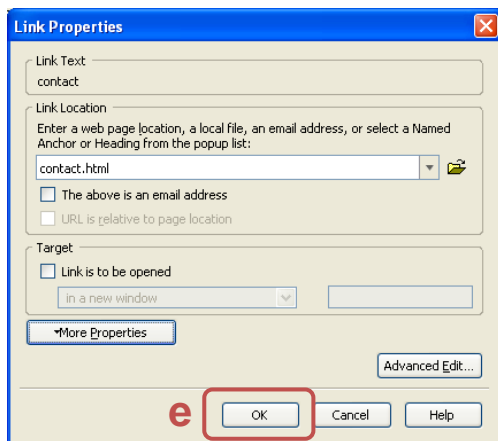 Link Properties
Link Text
contact
Link Location
Enter a web page location, a local file, an email address, or select a Named
Anchor or Heading from the popup list:
contact.html
The above is an email address
URL is relative to page location
Target
Link is to be opened
in a new window
More Properties
Advanced Edit...
e
OK
Cancel
Help